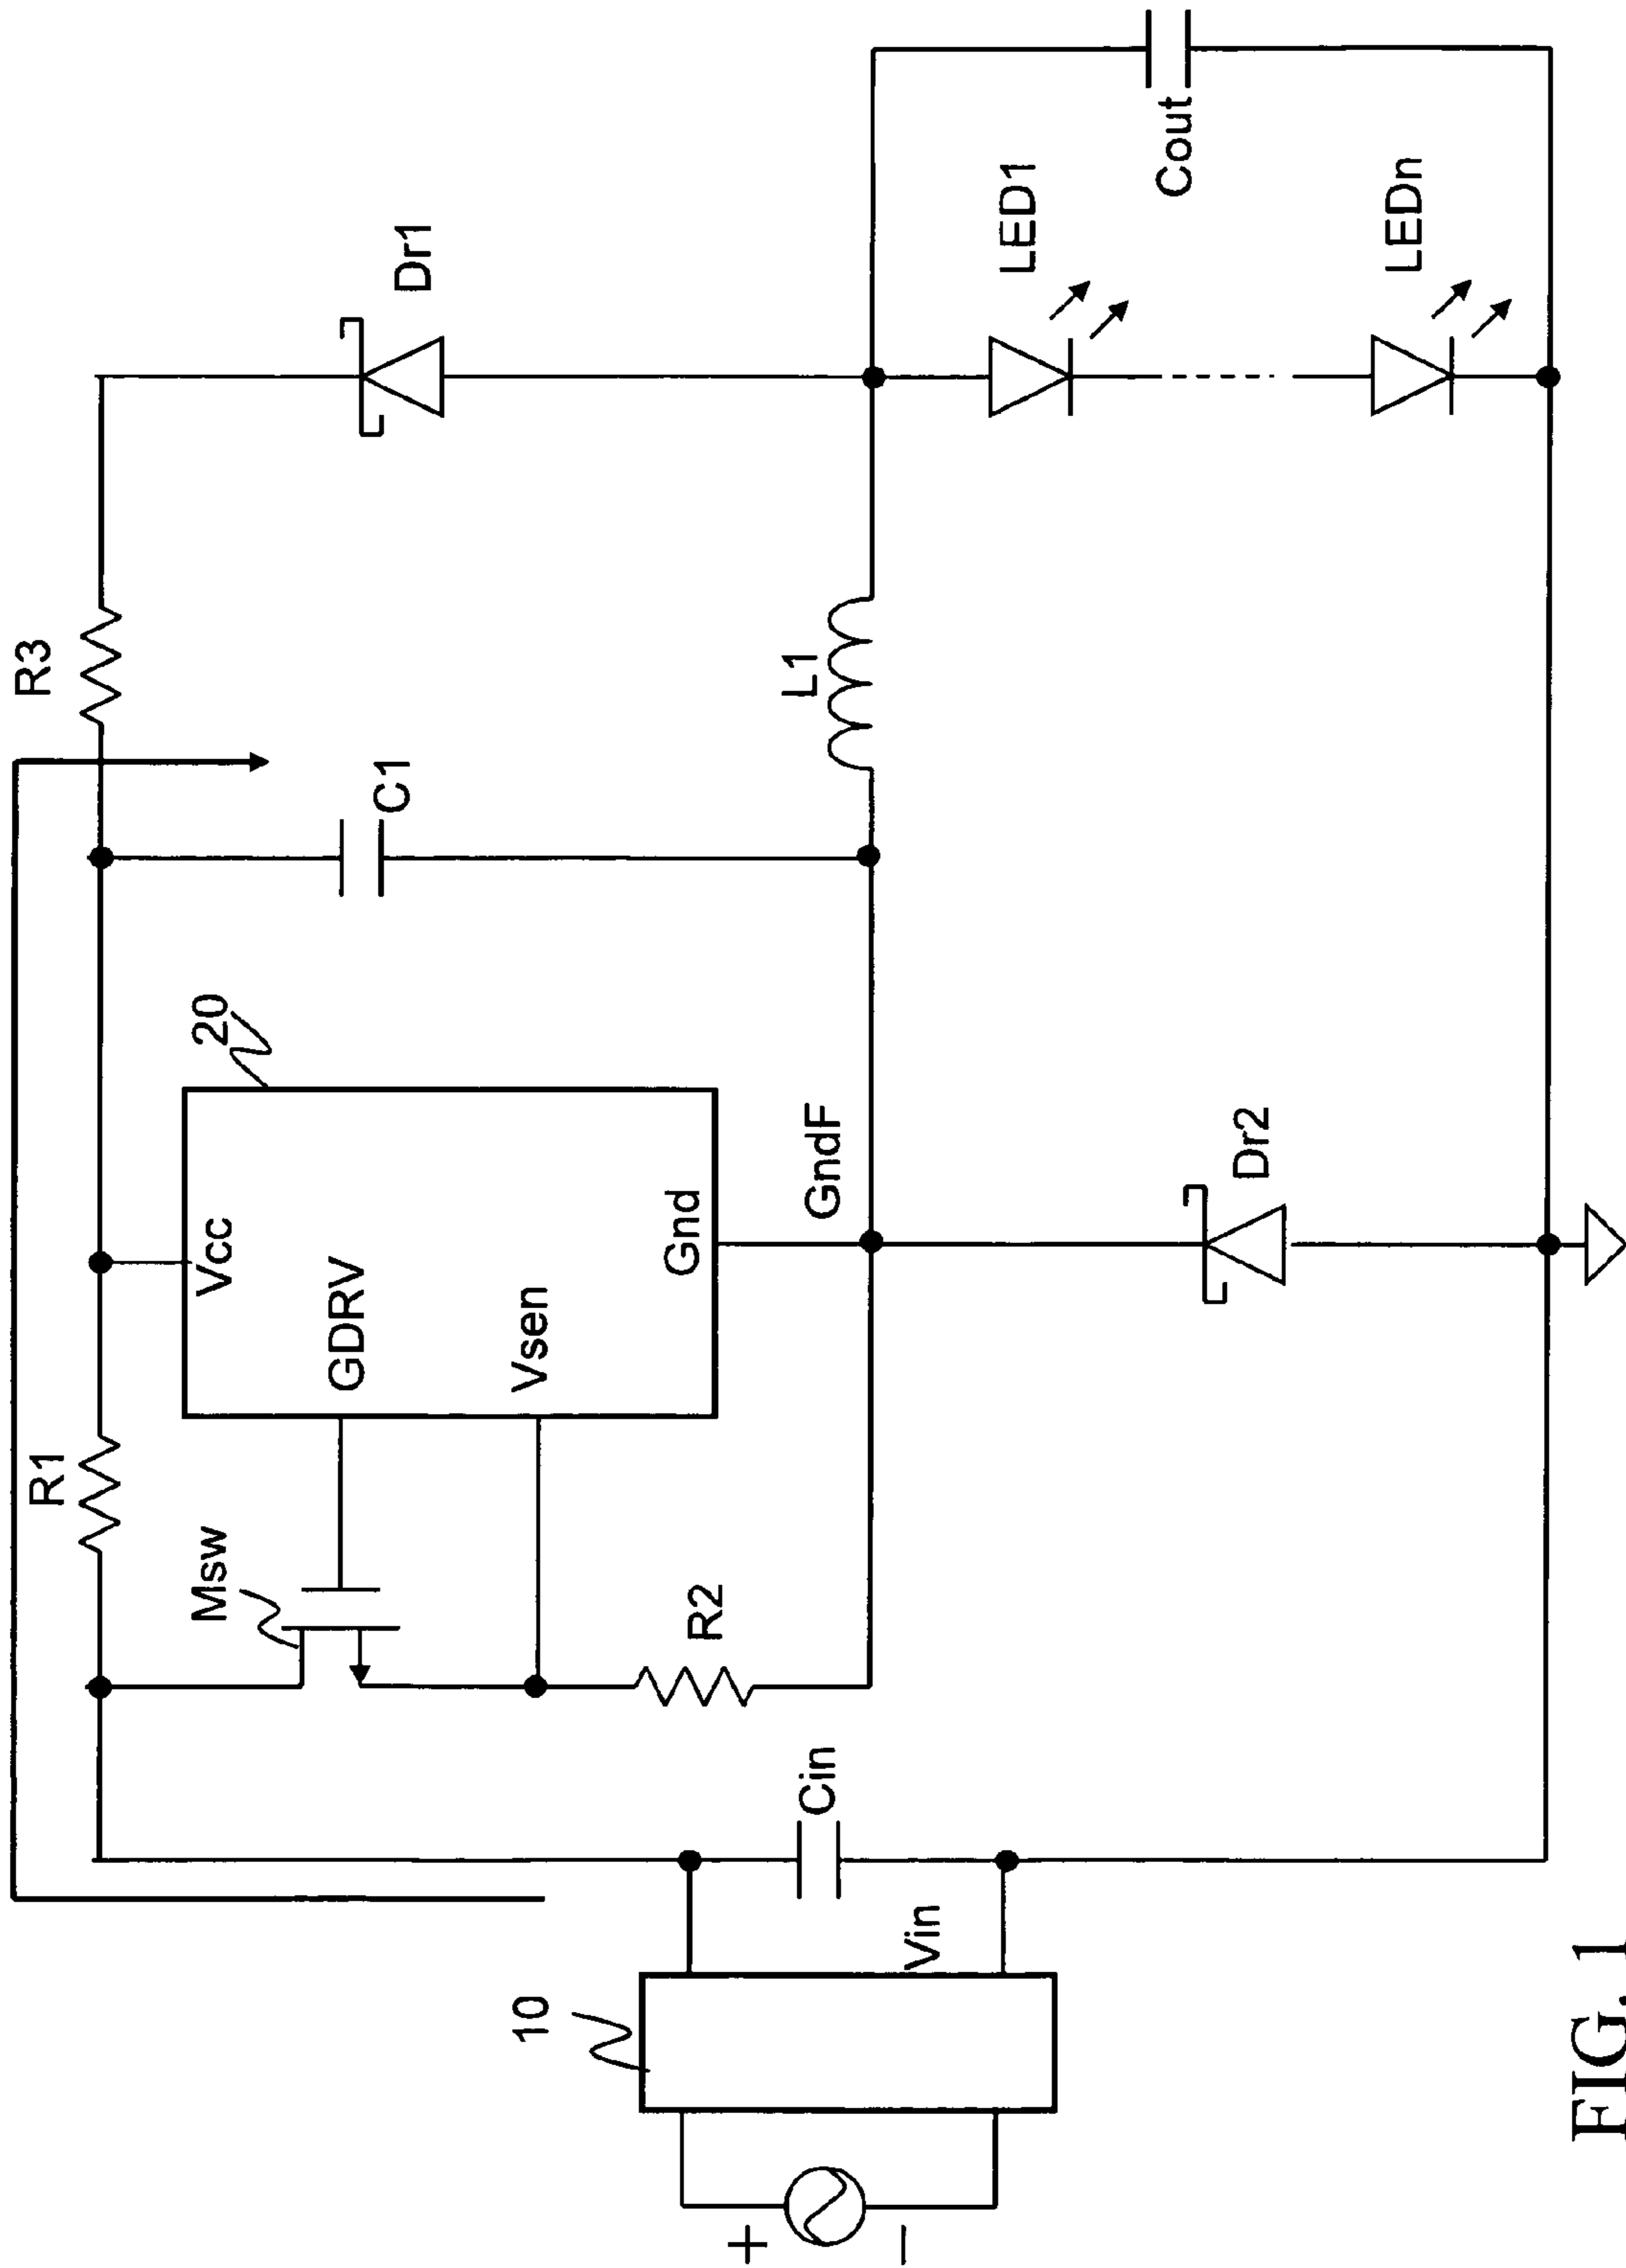 R1
R3
Msw
20
Vcc
GDRV
Vsen
Gnd
C1
Dr1
10
Vin
Cin
R2
GndF
L1
LED1
Cout
Dr2
LEDn
+
−
FIG. 1